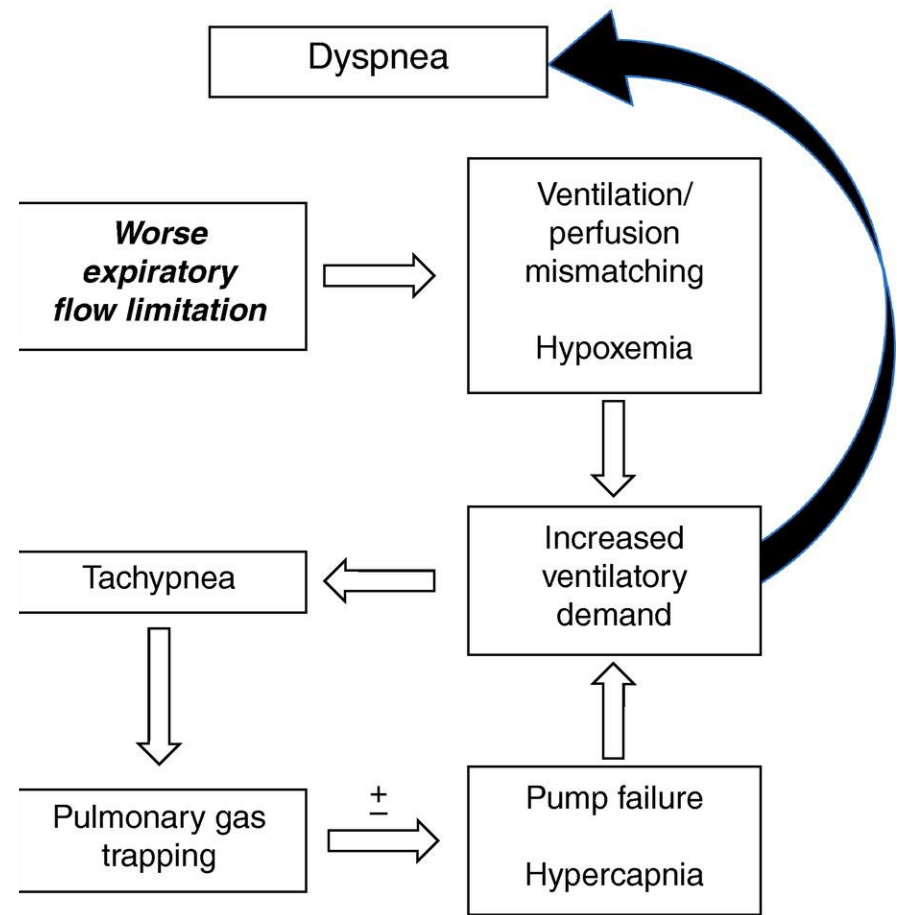 Dyspnea
Worse
expiratory
flow limitation
Ventilation/
perfusion
mismatching
Hypoxemia
Tachypnea
Increased
ventilatory
demand
Pulmonary gas
trapping
±
Pump failure
Hypercapnia